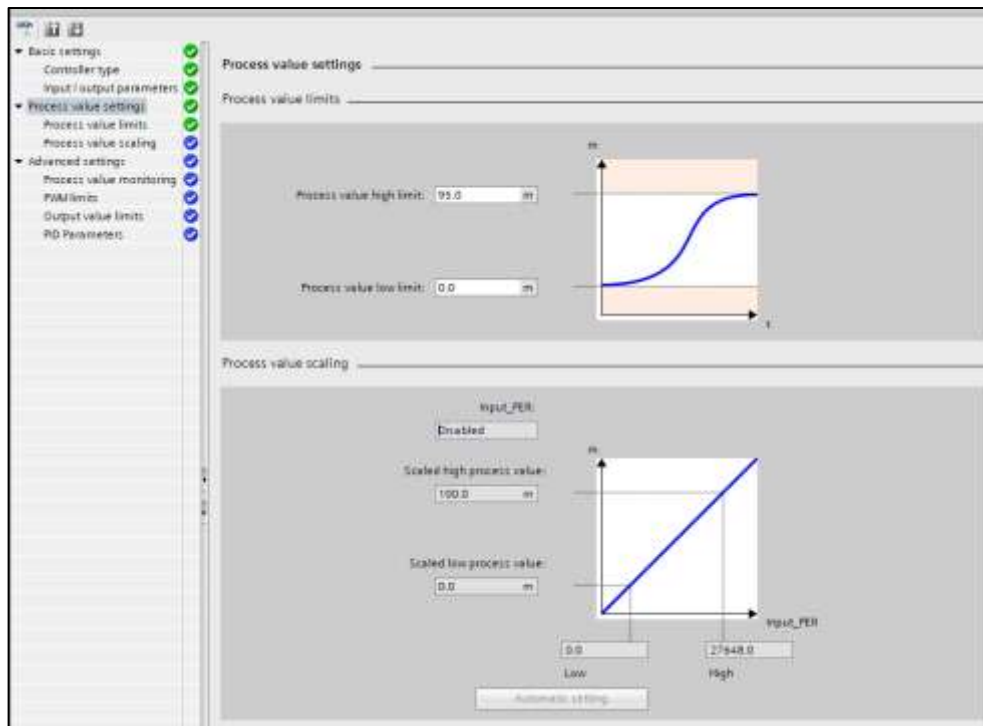 Basic settings
Controller type
Input / output parameters
Process value settings
Process value limits
Process value scaling
Advanced settings
Process value monitoring
PWM limits
Output value limits
PID Parameters
Process value settings
Process value limits
m
Process value high limit: 95.0 m
Process value low limit: 0.0 m
t
Process value scaling
Input_PER:
Disabled
m
Scaled high process value:
100.0 m
Scaled low process value:
0.0 m
Input_PER
0.0 27648.0
Low High
Automatic setting